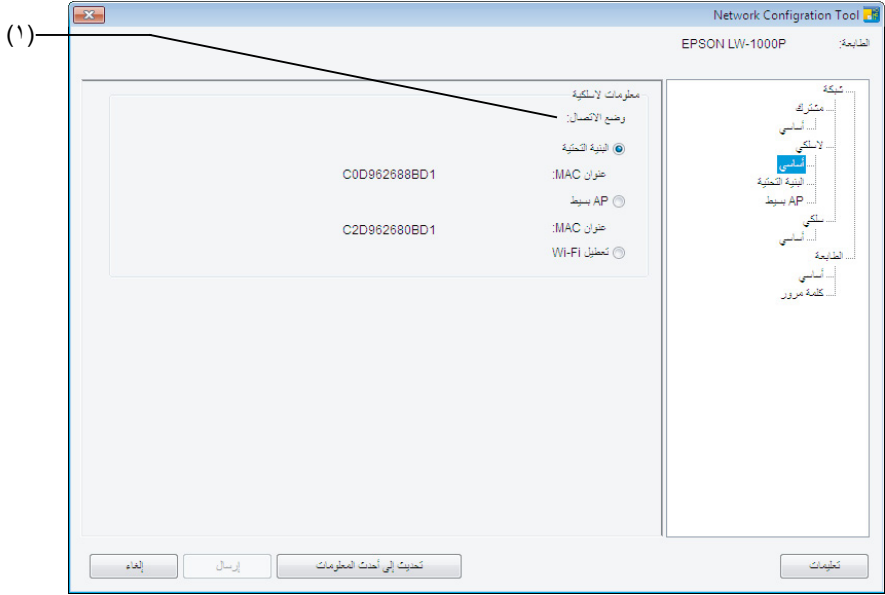 Network Configration Tool
(١)
الطابعة: EPSON LW-1000P
شبكة
مشترك
أساسي
لاسلكي
أساسي
البنية التحتية
AP بسيط
سلكي
أساسي
الطابعة
أساسي
كلمة مرور
معلومات لاسلكية
وضع الاتصال:
البنية التحتية
عنوان MAC: C0D962688BD1
AP بسيط
عنوان MAC: C2D962680BD1
تعطيل Wi-Fi
تعليمات
تحديث إلى أحدث المعلومات
إرسال
إلغاء